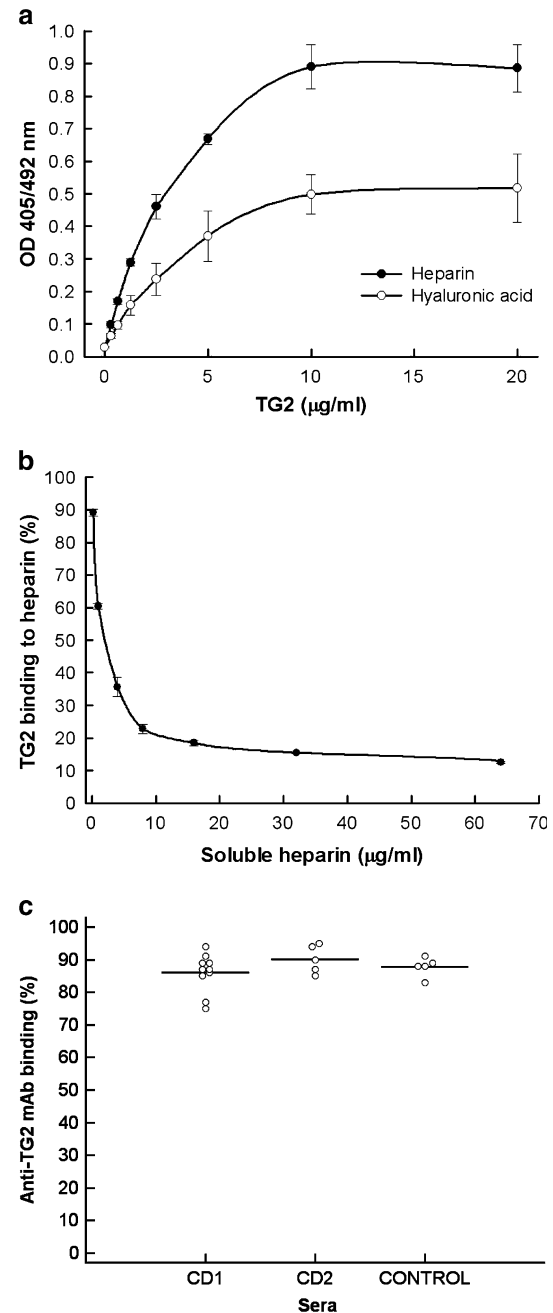 a
1.0
0.9
0.8
0.7
0.6
0.5
0.4
0.3
0.2
0.1
0.0
OD 405/492 nm
Heparin
Hyaluronic acid
0 5 10 15 20
TG2 (μg/ml)
b
100
90
80
70
60
50
40
30
20
10
0
TG2 binding to heparin (%)
0 10 20 30 40 50 60 70
Soluble heparin (μg/ml)
c
100
90
80
70
60
50
40
30
20
10
0
Anti-TG2 mAb binding (%)
CD1 CD2 CONTROL
Sera